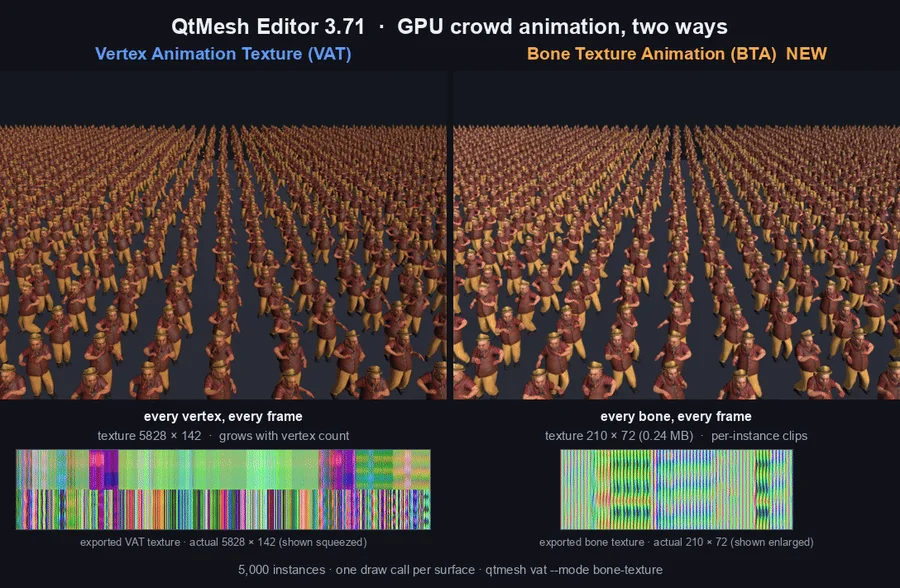 QtMesh Editor 3.71 · GPU crowd animation, two ways
Vertex Animation Texture (VAT)
Bone Texture Animation (BTA) NEW
every vertex, every frame
texture 5828 × 142 · grows with vertex count
every bone, every frame
texture 210 × 72 (0.24 MB) · per-instance clips
exported VAT texture · actual 5828 × 142 (shown squeezed)
exported bone texture · actual 210 × 72 (shown enlarged)
5,000 instances · one draw call per surface · qtmesh vat --mode bone-texture